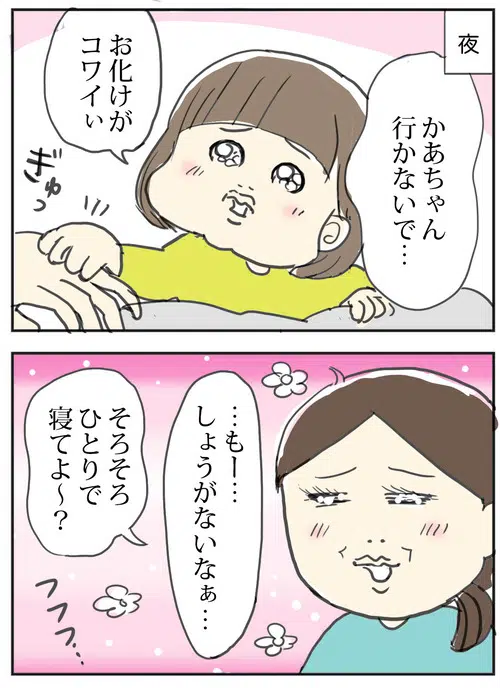 夜
かあちゃん
行かないで…
お化けが
コワイぃ
ぎゅっ
…もー…
しょうがないなぁ…
そろそろ
ひとりで
寝てよ〜?
フフフ…